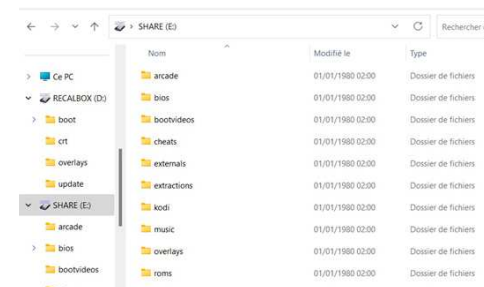 SHARE (E:)
Rechercher
Nom Modifié le Type
Ce PC
RECALBOX (D:)
boot
crt
overlays
update
SHARE (E:)
arcade
bios
bootvideos
arcade 01/01/1980 02:00 Dossier de fichiers
bios 01/01/1980 02:00 Dossier de fichiers
bootvideos 01/01/1980 02:00 Dossier de fichiers
cheats 01/01/1980 02:00 Dossier de fichiers
externals 01/01/1980 02:00 Dossier de fichiers
extractions 01/01/1980 02:00 Dossier de fichiers
kodi 01/01/1980 02:00 Dossier de fichiers
music 01/01/1980 02:00 Dossier de fichiers
overlays 01/01/1980 02:00 Dossier de fichiers
roms 01/01/1980 02:00 Dossier de fichiers